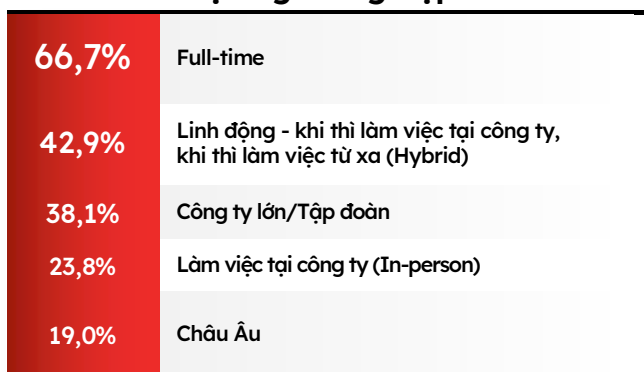 66,7% Full-time
42,9% Linh động - khi thì làm việc tại công ty,
khi thì làm việc từ xa (Hybrid)
38,1% Công ty lớn/Tập đoàn
23,8% Làm việc tại công ty (In-person)
19,0% Châu Âu